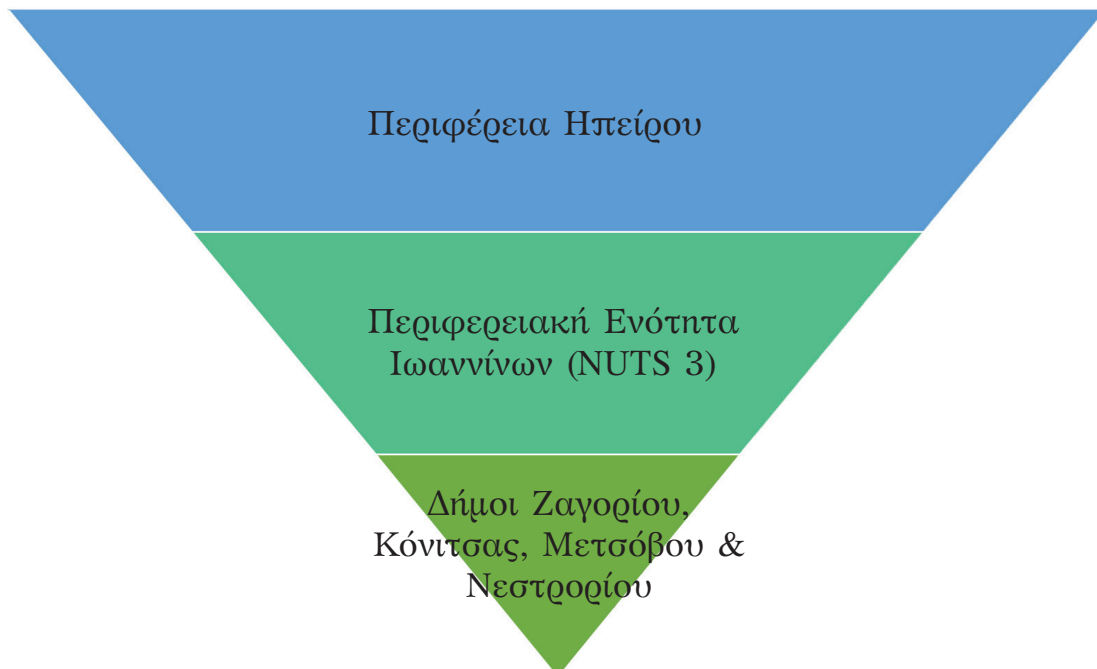 Περιφέρεια Ηπείρου
Περιφερειακή Ενότητα
Ιωαννίνων (NUTS 3)
Δήμοι Ζαγορίου,
Κόνιτσας, Μετσόβου &
Νεστρορίου